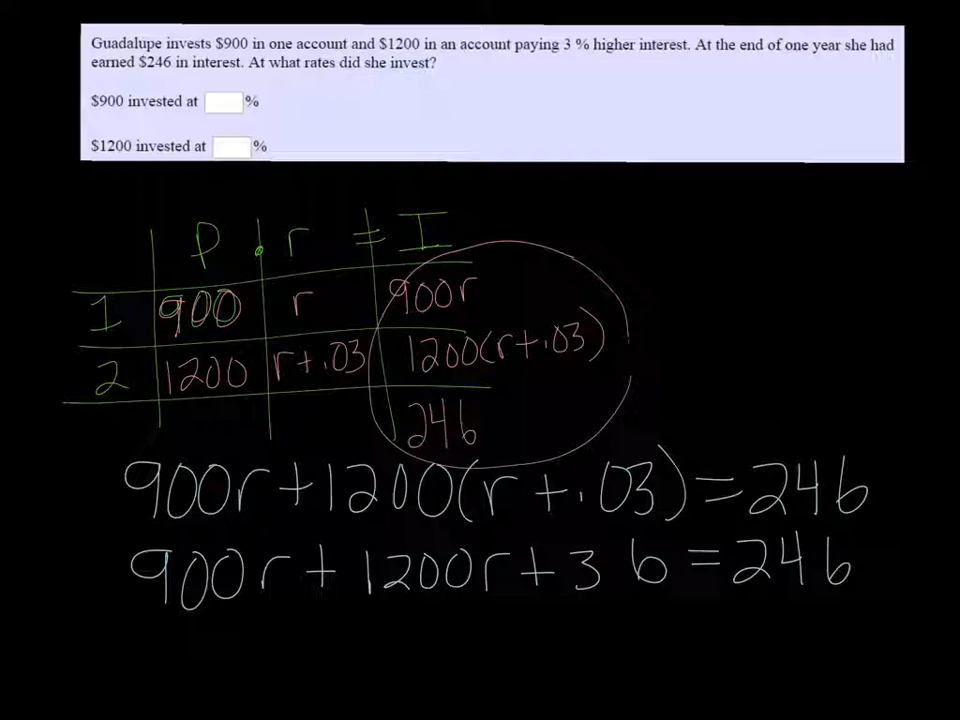 Guadalupe invests $900 in one account and $1200 in an account paying 3 % higher interest. At the end of one year she had
earned $246 in interest. At what rates did she invest?
$900 invested at %
$1200 invested at %
P · r = I
1 900 r 900r
2 1200 r+.03 1200(r+.03)
246
900r+1200(r+.03)=246
900r+1200r+36=246